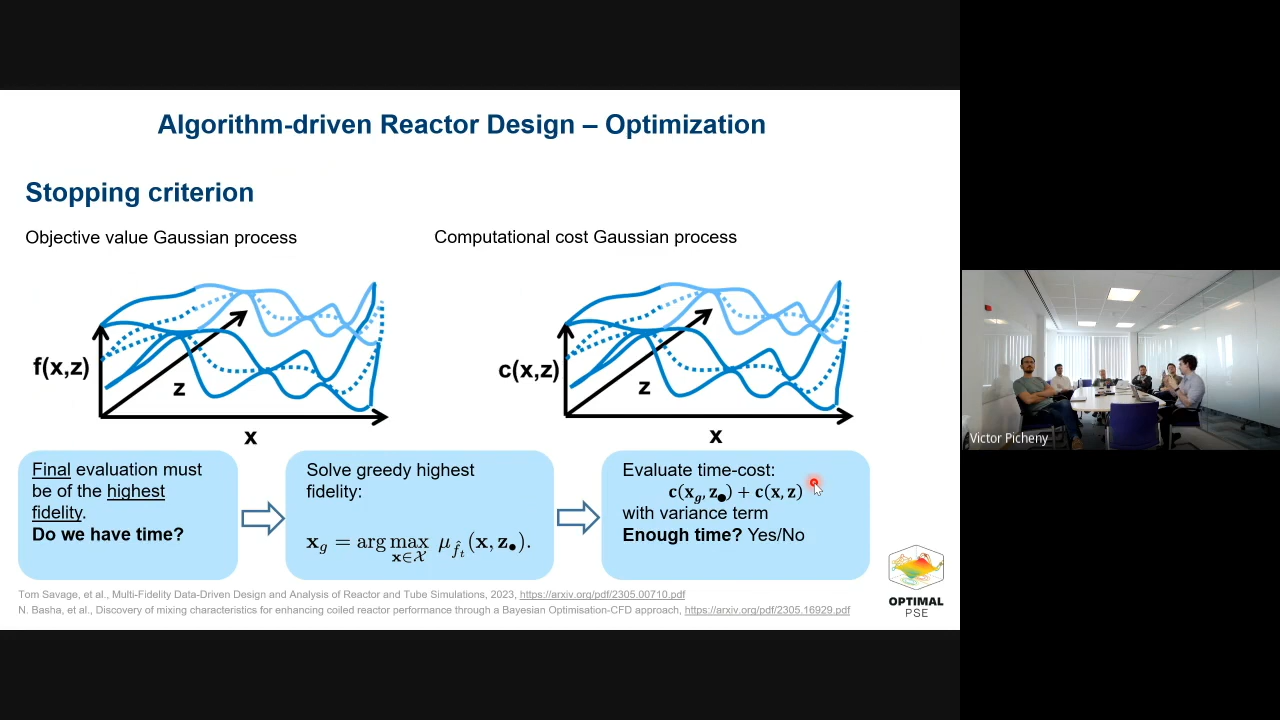 Algorithm-driven Reactor Design – Optimization
Stopping criterion
Objective value Gaussian process
Computational cost Gaussian process
f(x,z)
z
x
c(x,z)
z
x
Final evaluation must
be of the highest
fidelity.
Do we have time?
Solve greedy highest
fidelity:
x_g = arg max_{x∈𝒳} μ_{f̂_t}(x, z_•).
Evaluate time-cost:
c(x_g, z_•) + c(x, z)
with variance term
Enough time? Yes/No
Tom Savage, et al., Multi-Fidelity Data-Driven Design and Analysis of Reactor and Tube Simulations, 2023, https://arxiv.org/pdf/2305.00710.pdf
N. Basha, et al., Discovery of mixing characteristics for enhancing coiled reactor performance through a Bayesian Optimisation-CFD approach, https://arxiv.org/pdf/2305.16929.pdf
OPTIMAL
PSE
Victor Picheny